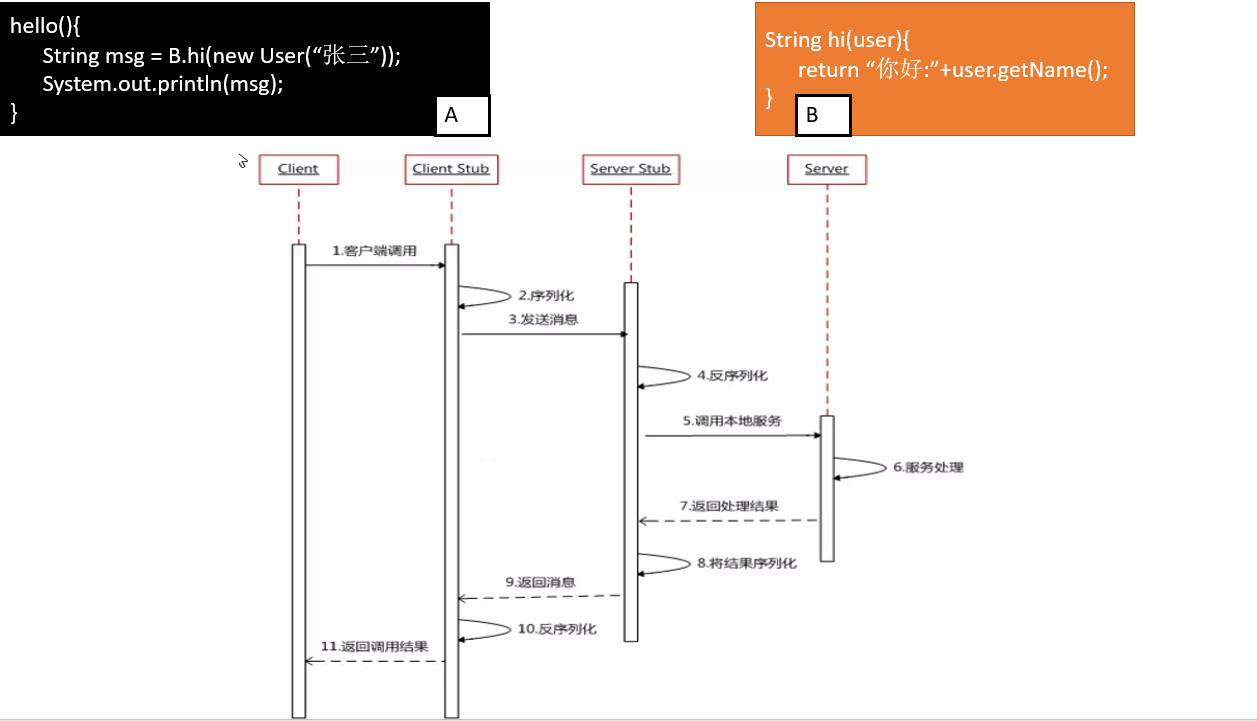 hello(){
String msg = B.hi(new User(“张三”));
System.out.println(msg);
}
A
String hi(user){
return “你好:”+user.getName();
}
B
Client
Client Stub
Server Stub
Server
1.客户端调用
2.序列化
3.发送消息
4.反序列化
5.调用本地服务
6.服务处理
7.返回处理结果
8.将结果序列化
9.返回消息
10.反序列化
11.返回调用结果